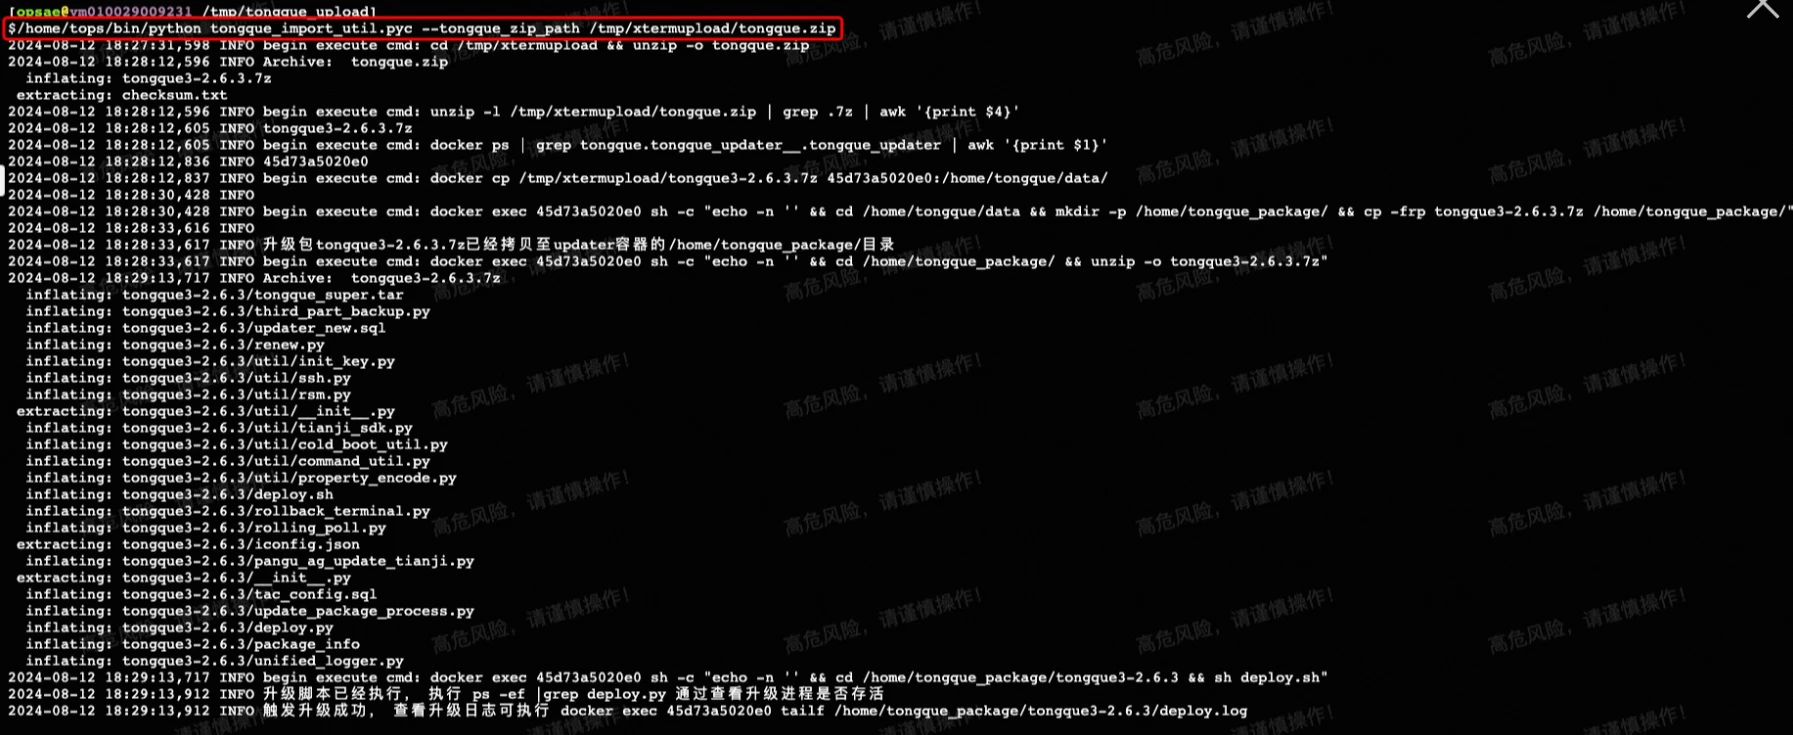 [opsae@vm010029009231 /tmp/tongque_upload]
$/home/tops/bin/python tongque_import_util.pyc --tongque_zip_path /tmp/xtermupload/tongque.zip
2024-08-12 18:27:31,598 INFO begin execute cmd: cd /tmp/xtermupload && unzip -o tongque.zip
2024-08-12 18:28:12,596 INFO Archive:  tongque.zip
  inflating: tongque3-2.6.3.7z
 extracting: checksum.txt
2024-08-12 18:28:12,596 INFO begin execute cmd: unzip -l /tmp/xtermupload/tongque.zip | grep .7z | awk '{print $4}'
2024-08-12 18:28:12,605 INFO tongque3-2.6.3.7z
2024-08-12 18:28:12,605 INFO begin execute cmd: docker ps | grep tongque.tongque_updater__.tongque_updater | awk '{print $1}'
2024-08-12 18:28:12,836 INFO 45d73a5020e0
2024-08-12 18:28:12,837 INFO begin execute cmd: docker cp /tmp/xtermupload/tongque3-2.6.3.7z 45d73a5020e0:/home/tongque/data/
2024-08-12 18:28:30,428 INFO
2024-08-12 18:28:30,428 INFO begin execute cmd: docker exec 45d73a5020e0 sh -c "echo -n '' && cd /home/tongque/data && mkdir -p /home/tongque_package/ && cp -frp tongque3-2.6.3.7z /home/tongque_package/"
2024-08-12 18:28:33,616 INFO
2024-08-12 18:28:33,617 INFO 升级包tongque3-2.6.3.7z已经拷贝至updater容器的/home/tongque_package/目录
2024-08-12 18:28:33,617 INFO begin execute cmd: docker exec 45d73a5020e0 sh -c "echo -n '' && cd /home/tongque_package/ && unzip -o tongque3-2.6.3.7z"
2024-08-12 18:29:13,717 INFO Archive:  tongque3-2.6.3.7z
  inflating: tongque3-2.6.3/tongque_super.tar
  inflating: tongque3-2.6.3/third_part_backup.py
  inflating: tongque3-2.6.3/updater_new.sql
  inflating: tongque3-2.6.3/renew.py
  inflating: tongque3-2.6.3/util/init_key.py
  inflating: tongque3-2.6.3/util/ssh.py
  inflating: tongque3-2.6.3/util/rsm.py
 extracting: tongque3-2.6.3/util/__init__.py
  inflating: tongque3-2.6.3/util/tianji_sdk.py
  inflating: tongque3-2.6.3/util/cold_boot_util.py
  inflating: tongque3-2.6.3/util/command_util.py
  inflating: tongque3-2.6.3/util/property_encode.py
  inflating: tongque3-2.6.3/deploy.sh
  inflating: tongque3-2.6.3/rollback_terminal.py
  inflating: tongque3-2.6.3/rolling_poll.py
 extracting: tongque3-2.6.3/iconfig.json
  inflating: tongque3-2.6.3/pangu_ag_update_tianji.py
 extracting: tongque3-2.6.3/__init__.py
  inflating: tongque3-2.6.3/tac_config.sql
  inflating: tongque3-2.6.3/update_package_process.py
  inflating: tongque3-2.6.3/deploy.py
  inflating: tongque3-2.6.3/package_info
  inflating: tongque3-2.6.3/unified_logger.py
2024-08-12 18:29:13,717 INFO begin execute cmd: docker exec 45d73a5020e0 sh -c "echo -n '' && cd /home/tongque_package/tongque3-2.6.3 && sh deploy.sh"
2024-08-12 18:29:13,912 INFO 升级脚本已经执行， 执行 ps -ef |grep deploy.py 通过查看升级进程是否存活
2024-08-12 18:29:13,912 INFO 触发升级成功， 查看升级日志可执行 docker exec 45d73a5020e0 tailf /home/tongque_package/tongque3-2.6.3/deploy.log
高危风险，请谨慎操作！